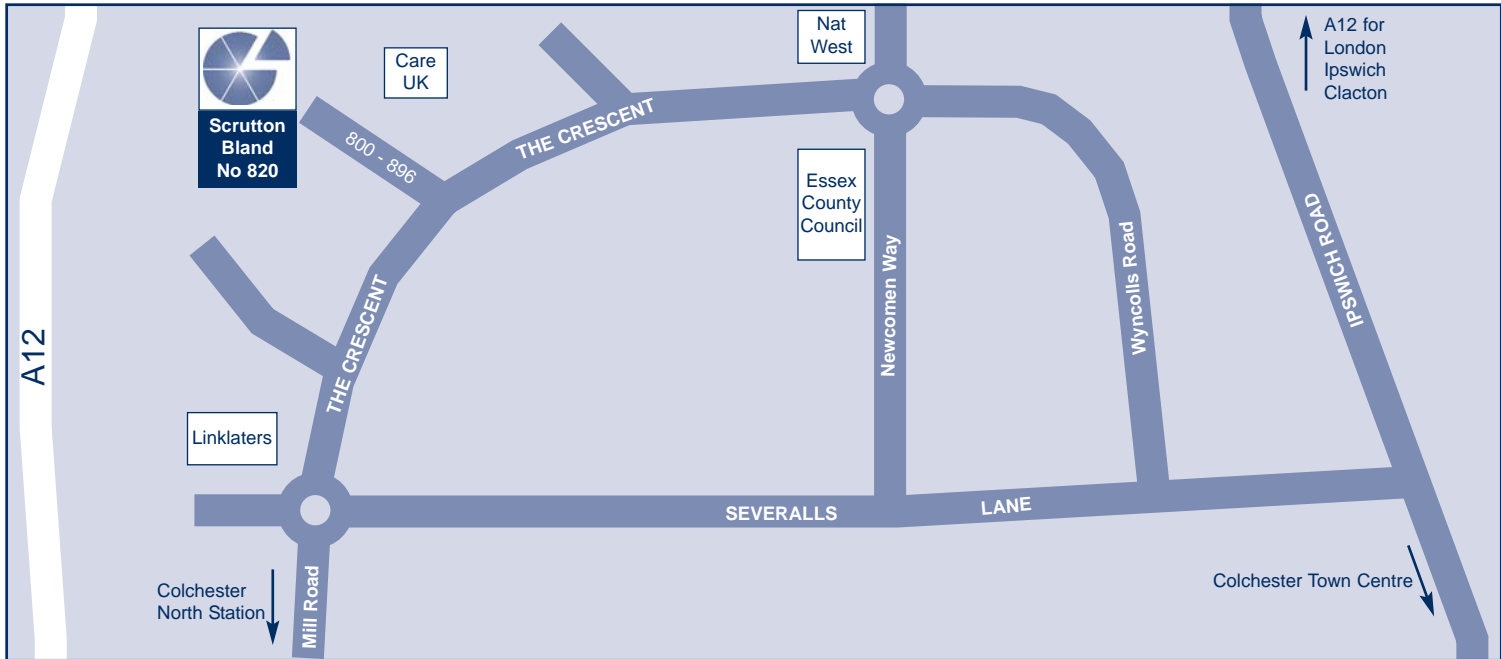 Nat
West
A12 for
London
Ipswich
Clacton
Care
UK
Scrutton
Bland
No 820
800 - 896
THE CRESCENT
Essex
County
Council
Newcomen Way
Wyncolls Road
IPSWICH ROAD
THE CRESCENT
A12
Linklaters
SEVERALLS LANE
Colchester
North Station
Mill Road
Colchester Town Centre